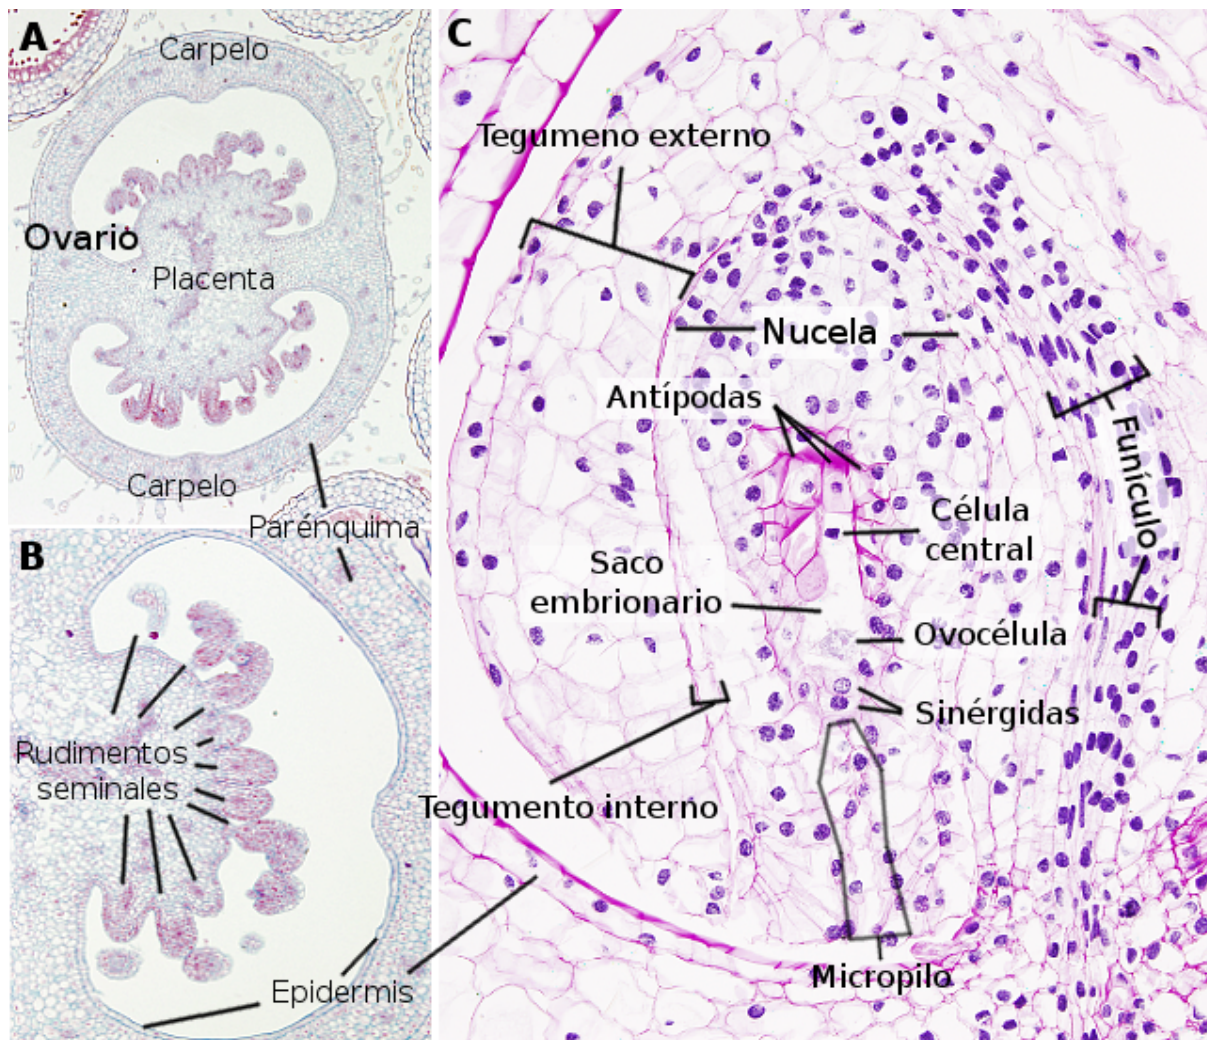 A
Carpelo
Ovario
Placenta
Carpelo
Parénquima
B
Rudimentos
seminales
Epidermis
C
Tegumeno externo
Nucela
Antípodas
Célula
central
Funículo
Saco
embrionario
Ovocélula
Sinérgidas
Tegumento interno
Micropilo